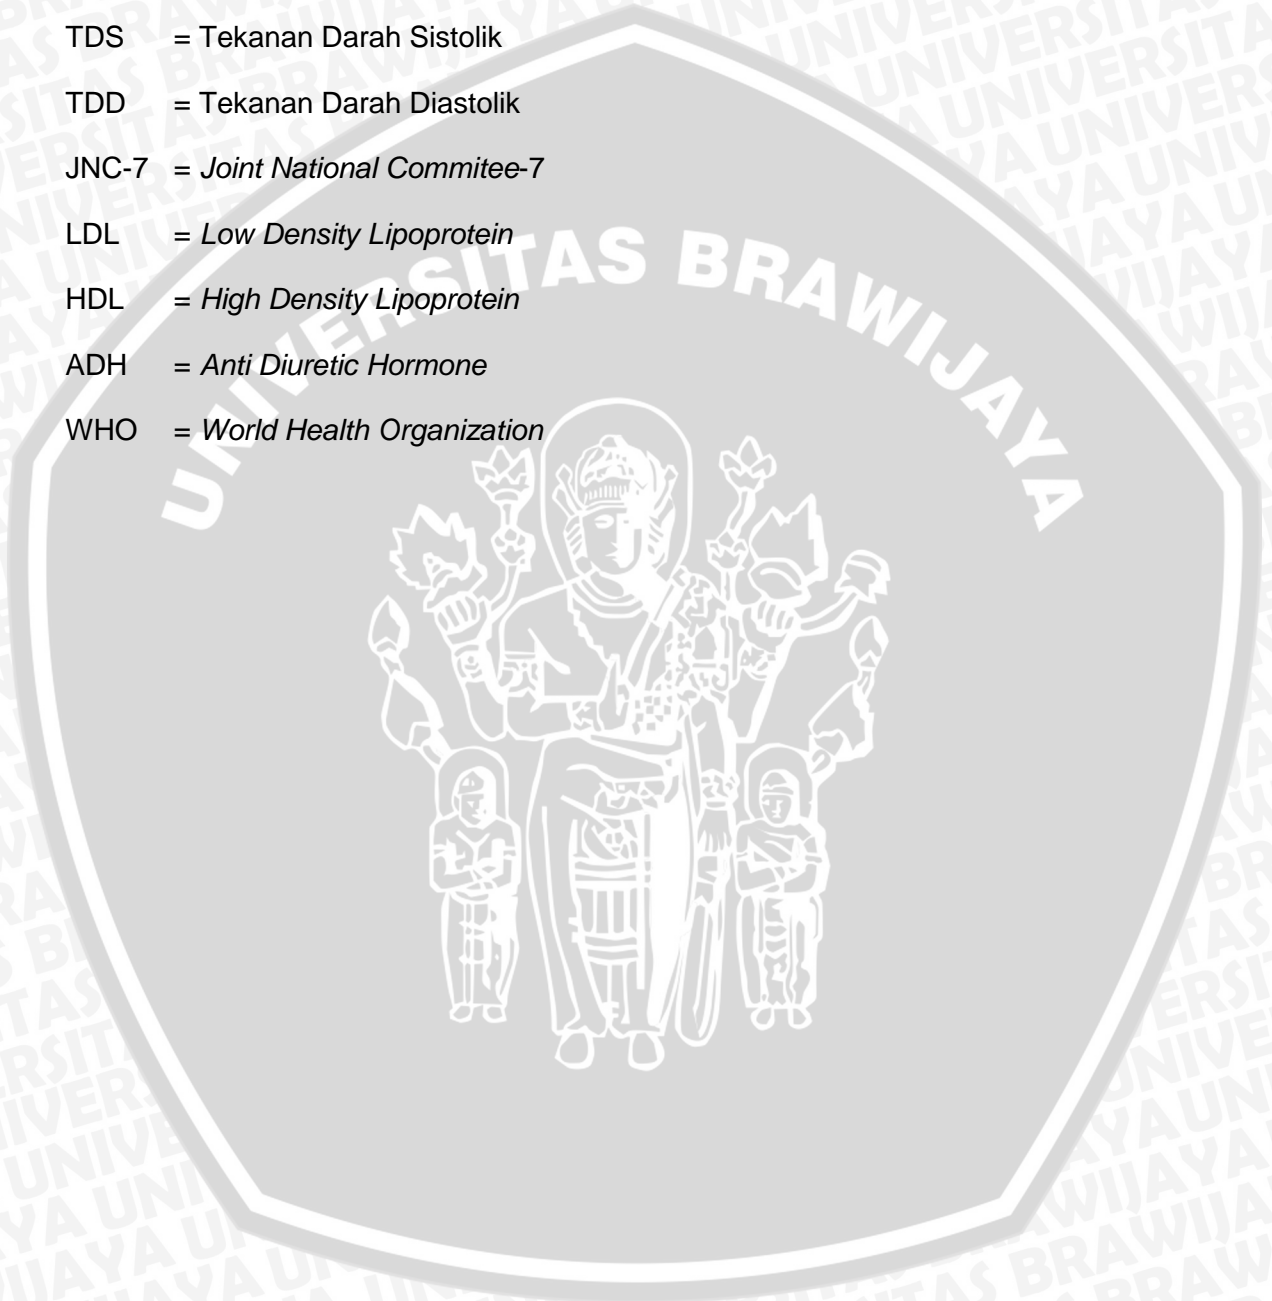 TDS = Tekanan Darah Sistolik
TDD = Tekanan Darah Diastolik
JNC-7 = Joint National Commitee-7
LDL = Low Density Lipoprotein
HDL = High Density Lipoprotein
ADH = Anti Diuretic Hormone
WHO = World Health Organization
UNIVERSITAS BRAWIJAYA